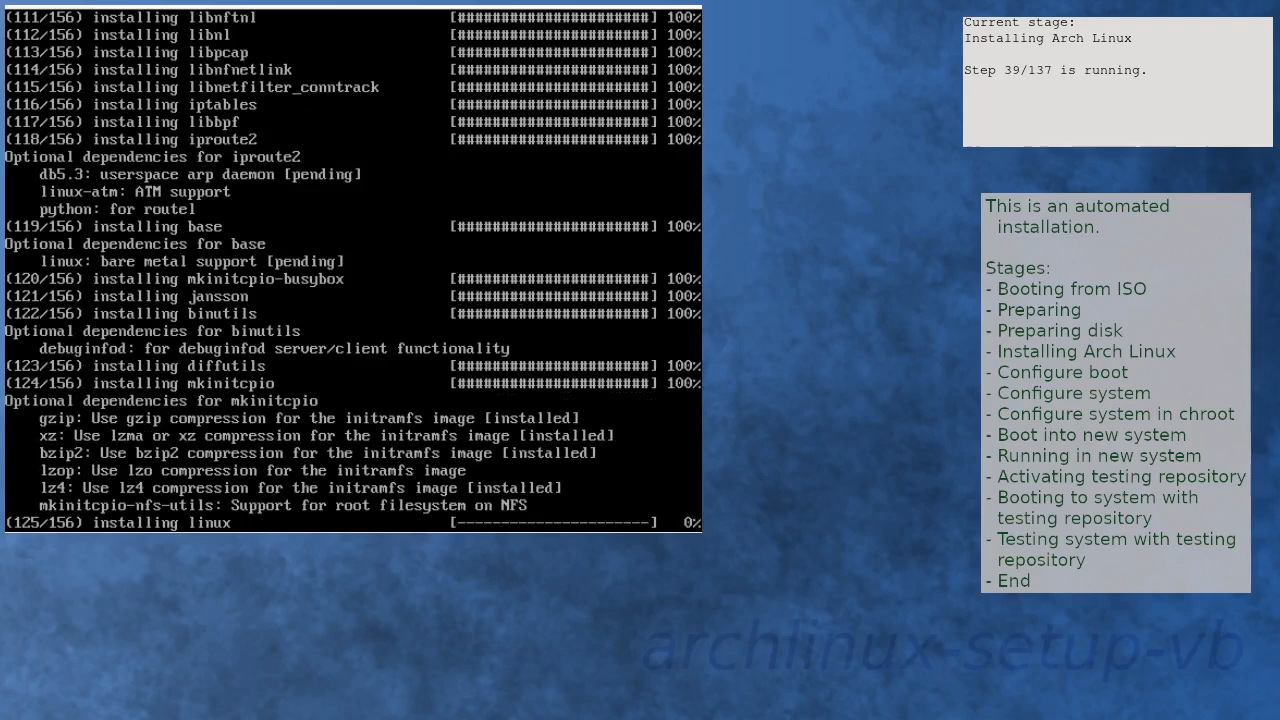 (111/156) installing libnftnl [#######################] 100%
(112/156) installing libnl [#######################] 100%
(113/156) installing libpcap [#######################] 100%
(114/156) installing libnfnetlink [#######################] 100%
(115/156) installing libnetfilter_conntrack [#######################] 100%
(116/156) installing iptables [#######################] 100%
(117/156) installing libbpf [#######################] 100%
(118/156) installing iproute2 [#######################] 100%
Optional dependencies for iproute2
db5.3: userspace arp daemon [pending]
linux-atm: ATM support
python: for routel
(119/156) installing base [#######################] 100%
Optional dependencies for base
linux: bare metal support [pending]
(120/156) installing mkinitcpio-busybox [#######################] 100%
(121/156) installing jansson [#######################] 100%
(122/156) installing binutils [#######################] 100%
Optional dependencies for binutils
debuginfod: for debuginfod server/client functionality
(123/156) installing diffutils [#######################] 100%
(124/156) installing mkinitcpio [#######################] 100%
Optional dependencies for mkinitcpio
gzip: Use gzip compression for the initramfs image [installed]
xz: Use lzma or xz compression for the initramfs image [installed]
bzip2: Use bzip2 compression for the initramfs image [installed]
lzop: Use lzo compression for the initramfs image
lz4: Use lz4 compression for the initramfs image [installed]
mkinitcpio-nfs-utils: Support for root filesystem on NFS
(125/156) installing linux [----------------------] 0%
Current stage:
Installing Arch Linux
Step 39/137 is running.
This is an automated
installation.
Stages:
- Booting from ISO
- Preparing
- Preparing disk
- Installing Arch Linux
- Configure boot
- Configure system
- Configure system in chroot
- Boot into new system
- Running in new system
- Activating testing repository
- Booting to system with
testing repository
- Testing system with testing
repository
- End
archlinux-setup-vb